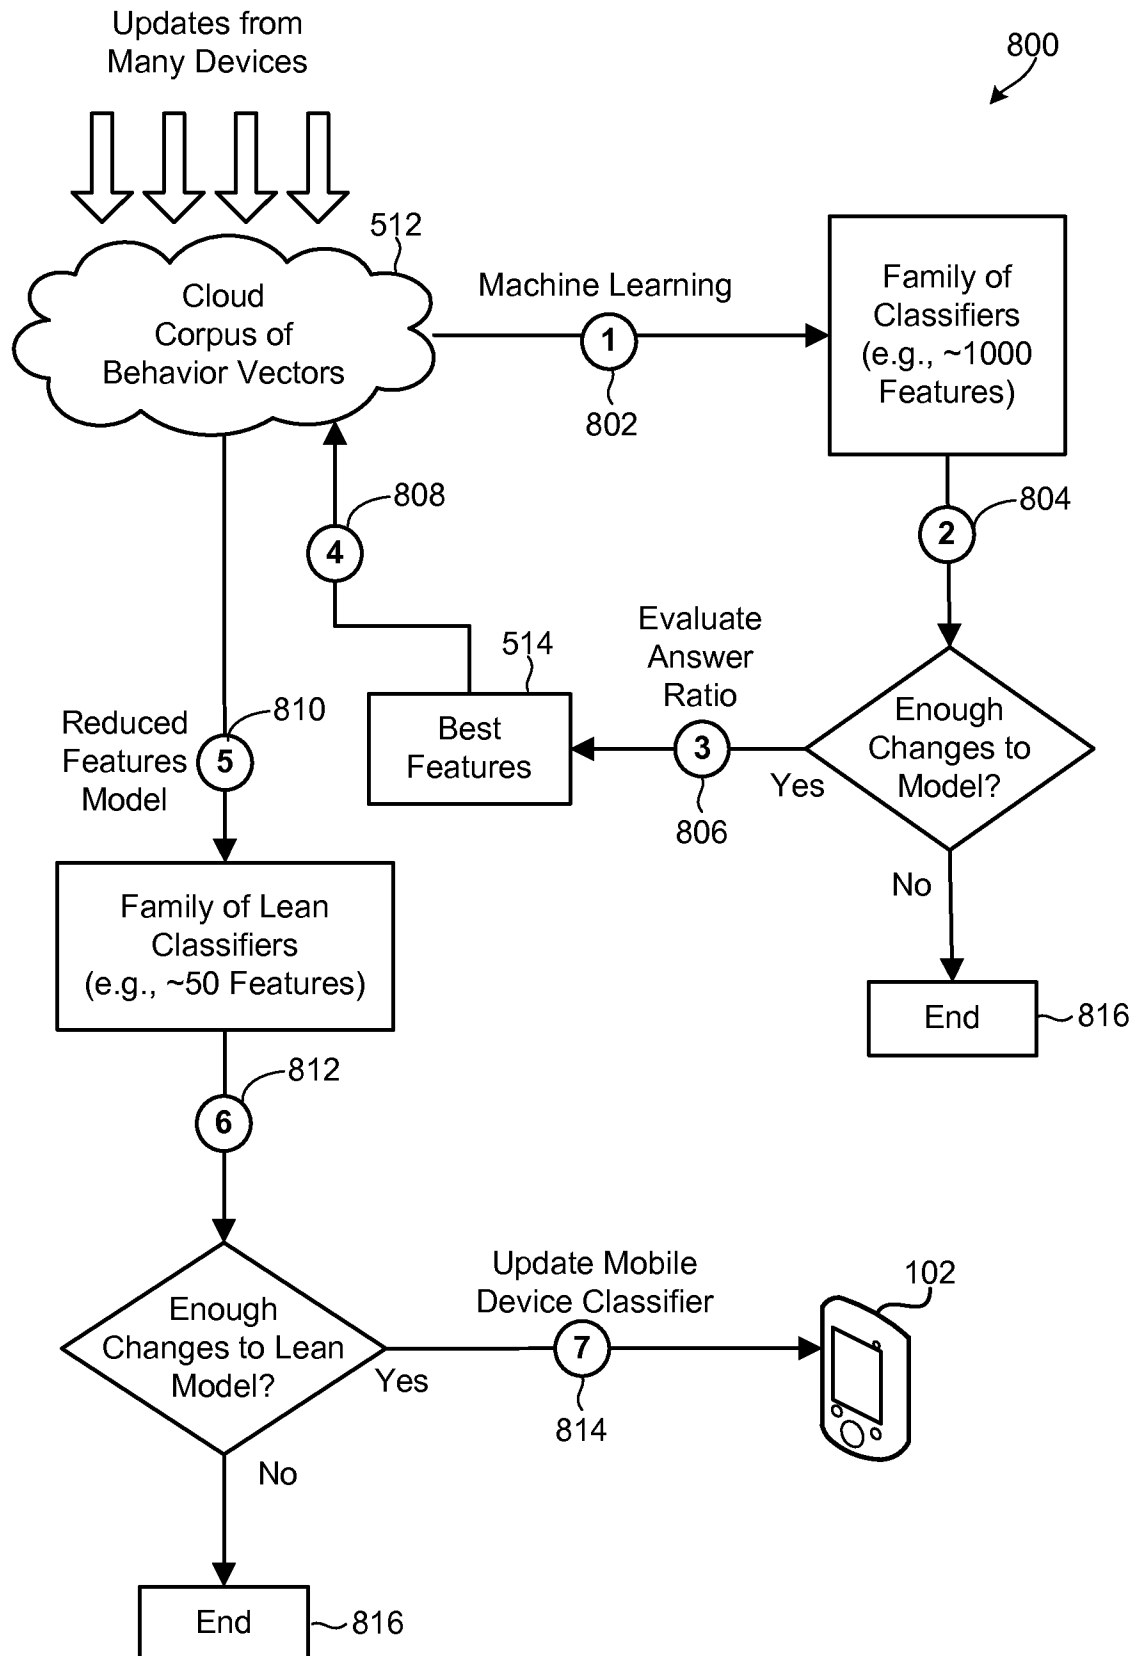 Updates from
Many Devices
800
512
Cloud
Corpus of
Behavior Vectors
Machine Learning
1
802
Family of
Classifiers
(e.g., ~1000
Features)
808
4
804
2
Evaluate
Answer
Ratio
514
Best
Features
3
806
Yes
Enough
Changes to
Model?
No
End
816
Reduced
Features
Model
810
5
Family of Lean
Classifiers
(e.g., ~50 Features)
812
6
Enough
Changes to Lean
Model?
Yes
Update Mobile
Device Classifier
7
814
102
No
End
816